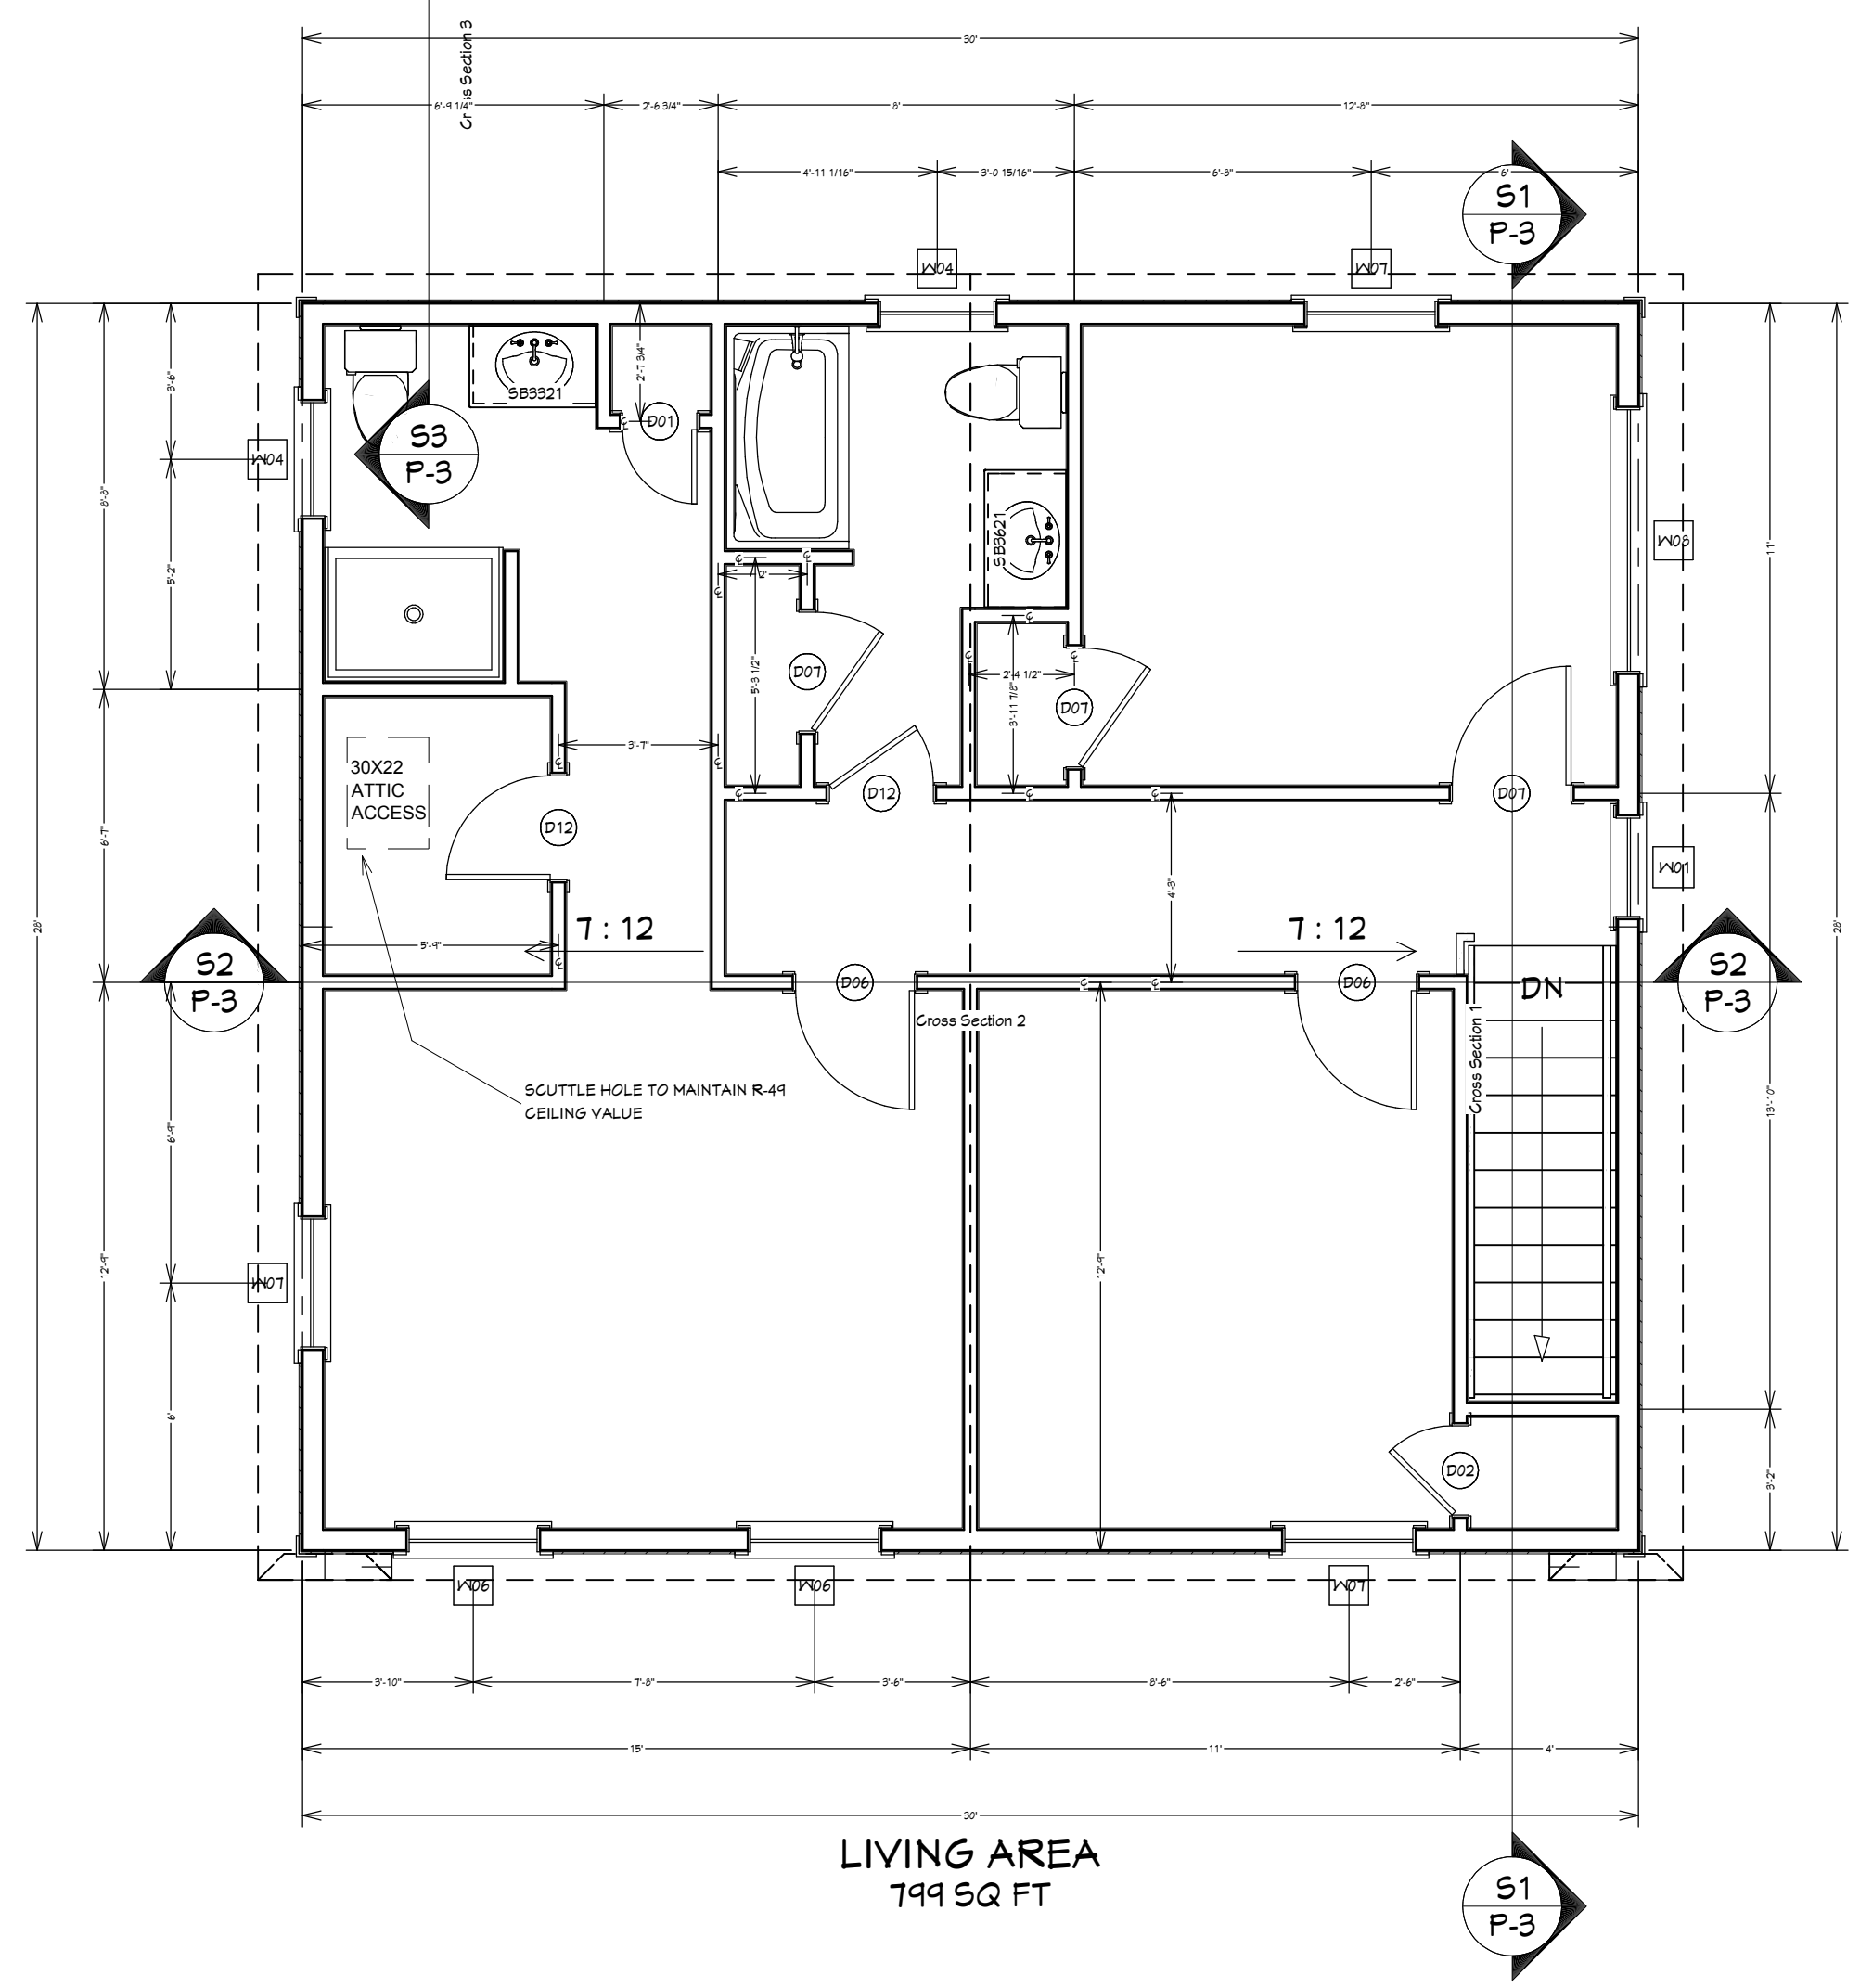 30'
Cross Section 3
6'-9 1/4"
2'-6 3/4"
8'
12'-8"
4'-11 1/16"
3'-0 15/16"
6'-8"
6'
S1
P-3
W04
W07
3'-6"
2'-7 3/4"
SB3321
D01
S3
P-3
W04
8'-8"
5'-2"
SB3621
W08
11'
2'
5'-3 1/2"
D07
2'-4 1/2"
3'-11 7/8"
D07
3'-7"
30X22
ATTIC
ACCESS
D12
D12
D07
6'-7"
4'-3"
W01
28'
28'
5'-9"
7 : 12
7 : 12
S2
P-3
D06
D06
DN
S2
P-3
Cross Section 2
Cross Section 1
SCUTTLE HOLE TO MAINTAIN R-49
CEILING VALUE
6'-9"
13'-10"
12'-9"
12'-9"
W07
6'
D02
3'-2"
W06
W06
W07
3'-10"
7'-8"
3'-6"
8'-6"
2'-6"
15'
11'
4'
30'
LIVING AREA
799 SQ FT
S1
P-3